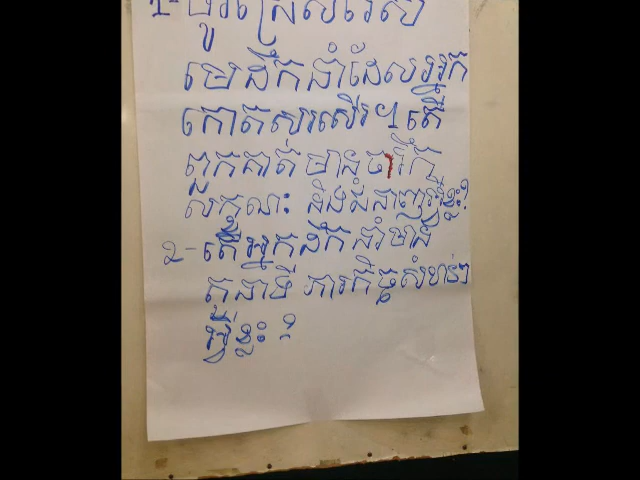 1-ចូរជ្រើសរើស
មេដឹកនាំដែលអ្នក
កោតសរសើរ។ តើ
ពួកគាត់មានចារឹក
លក្ខណៈ និងជំនាញអ្វីខ្លះ?
2-តើអ្នកដឹកនាំមាន
តួនាទី ភារកិច្ចសំខាន់ៗ
អ្វីខ្លះ?